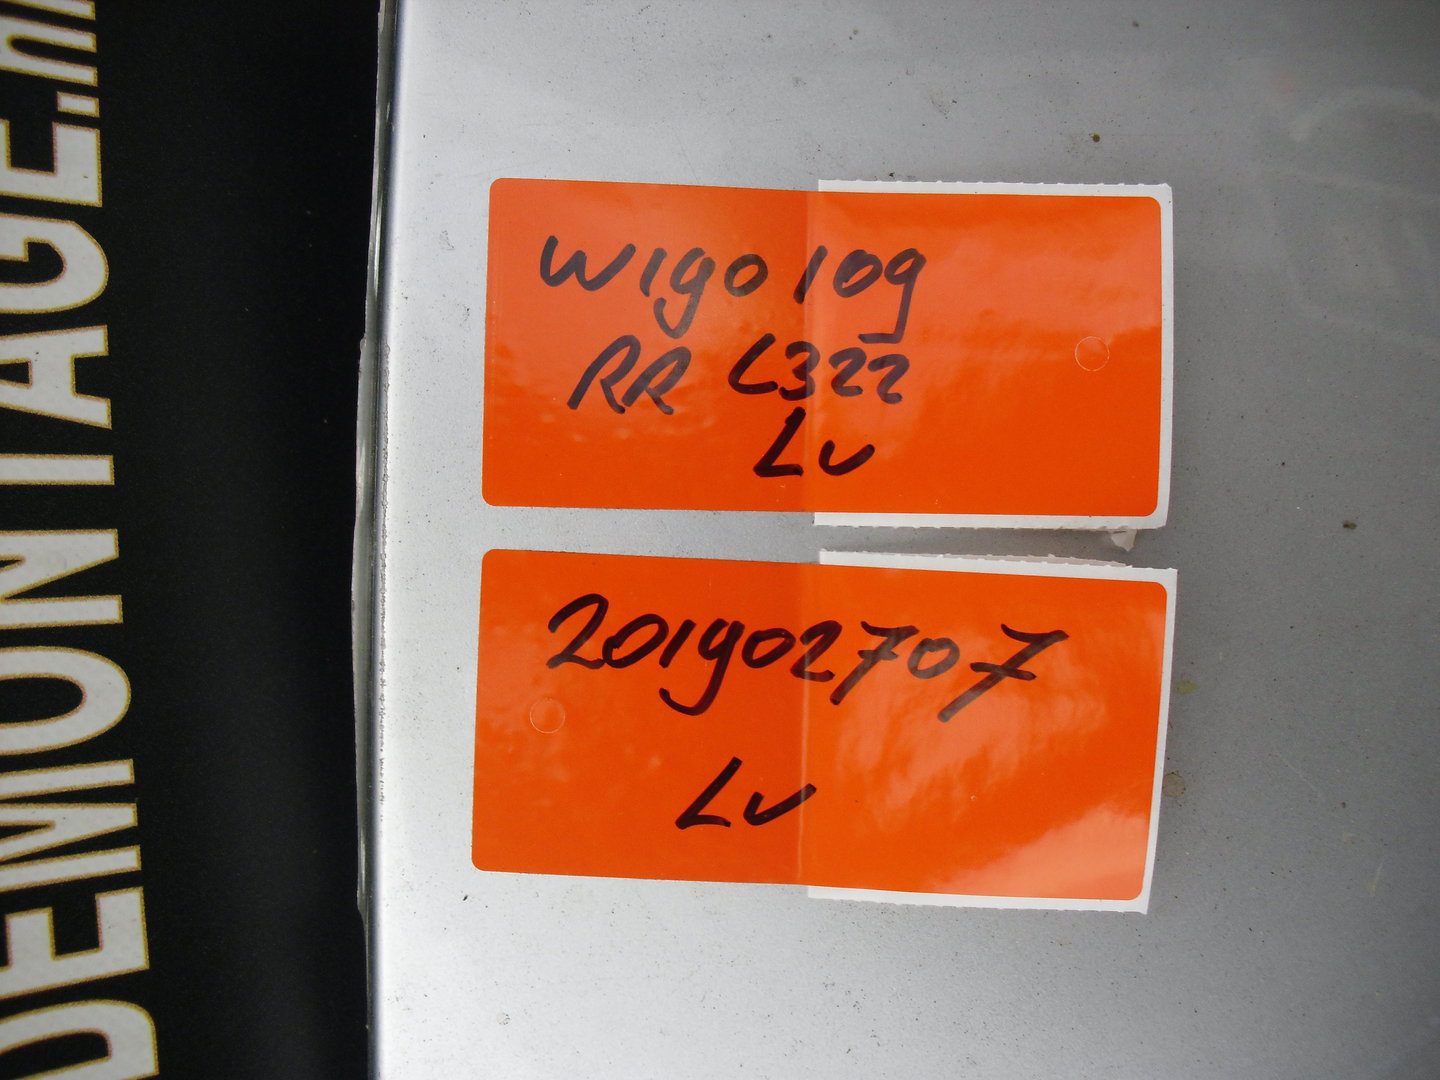 W190109
RR L322
LV
201902707
LV
DEMONTAGE.n